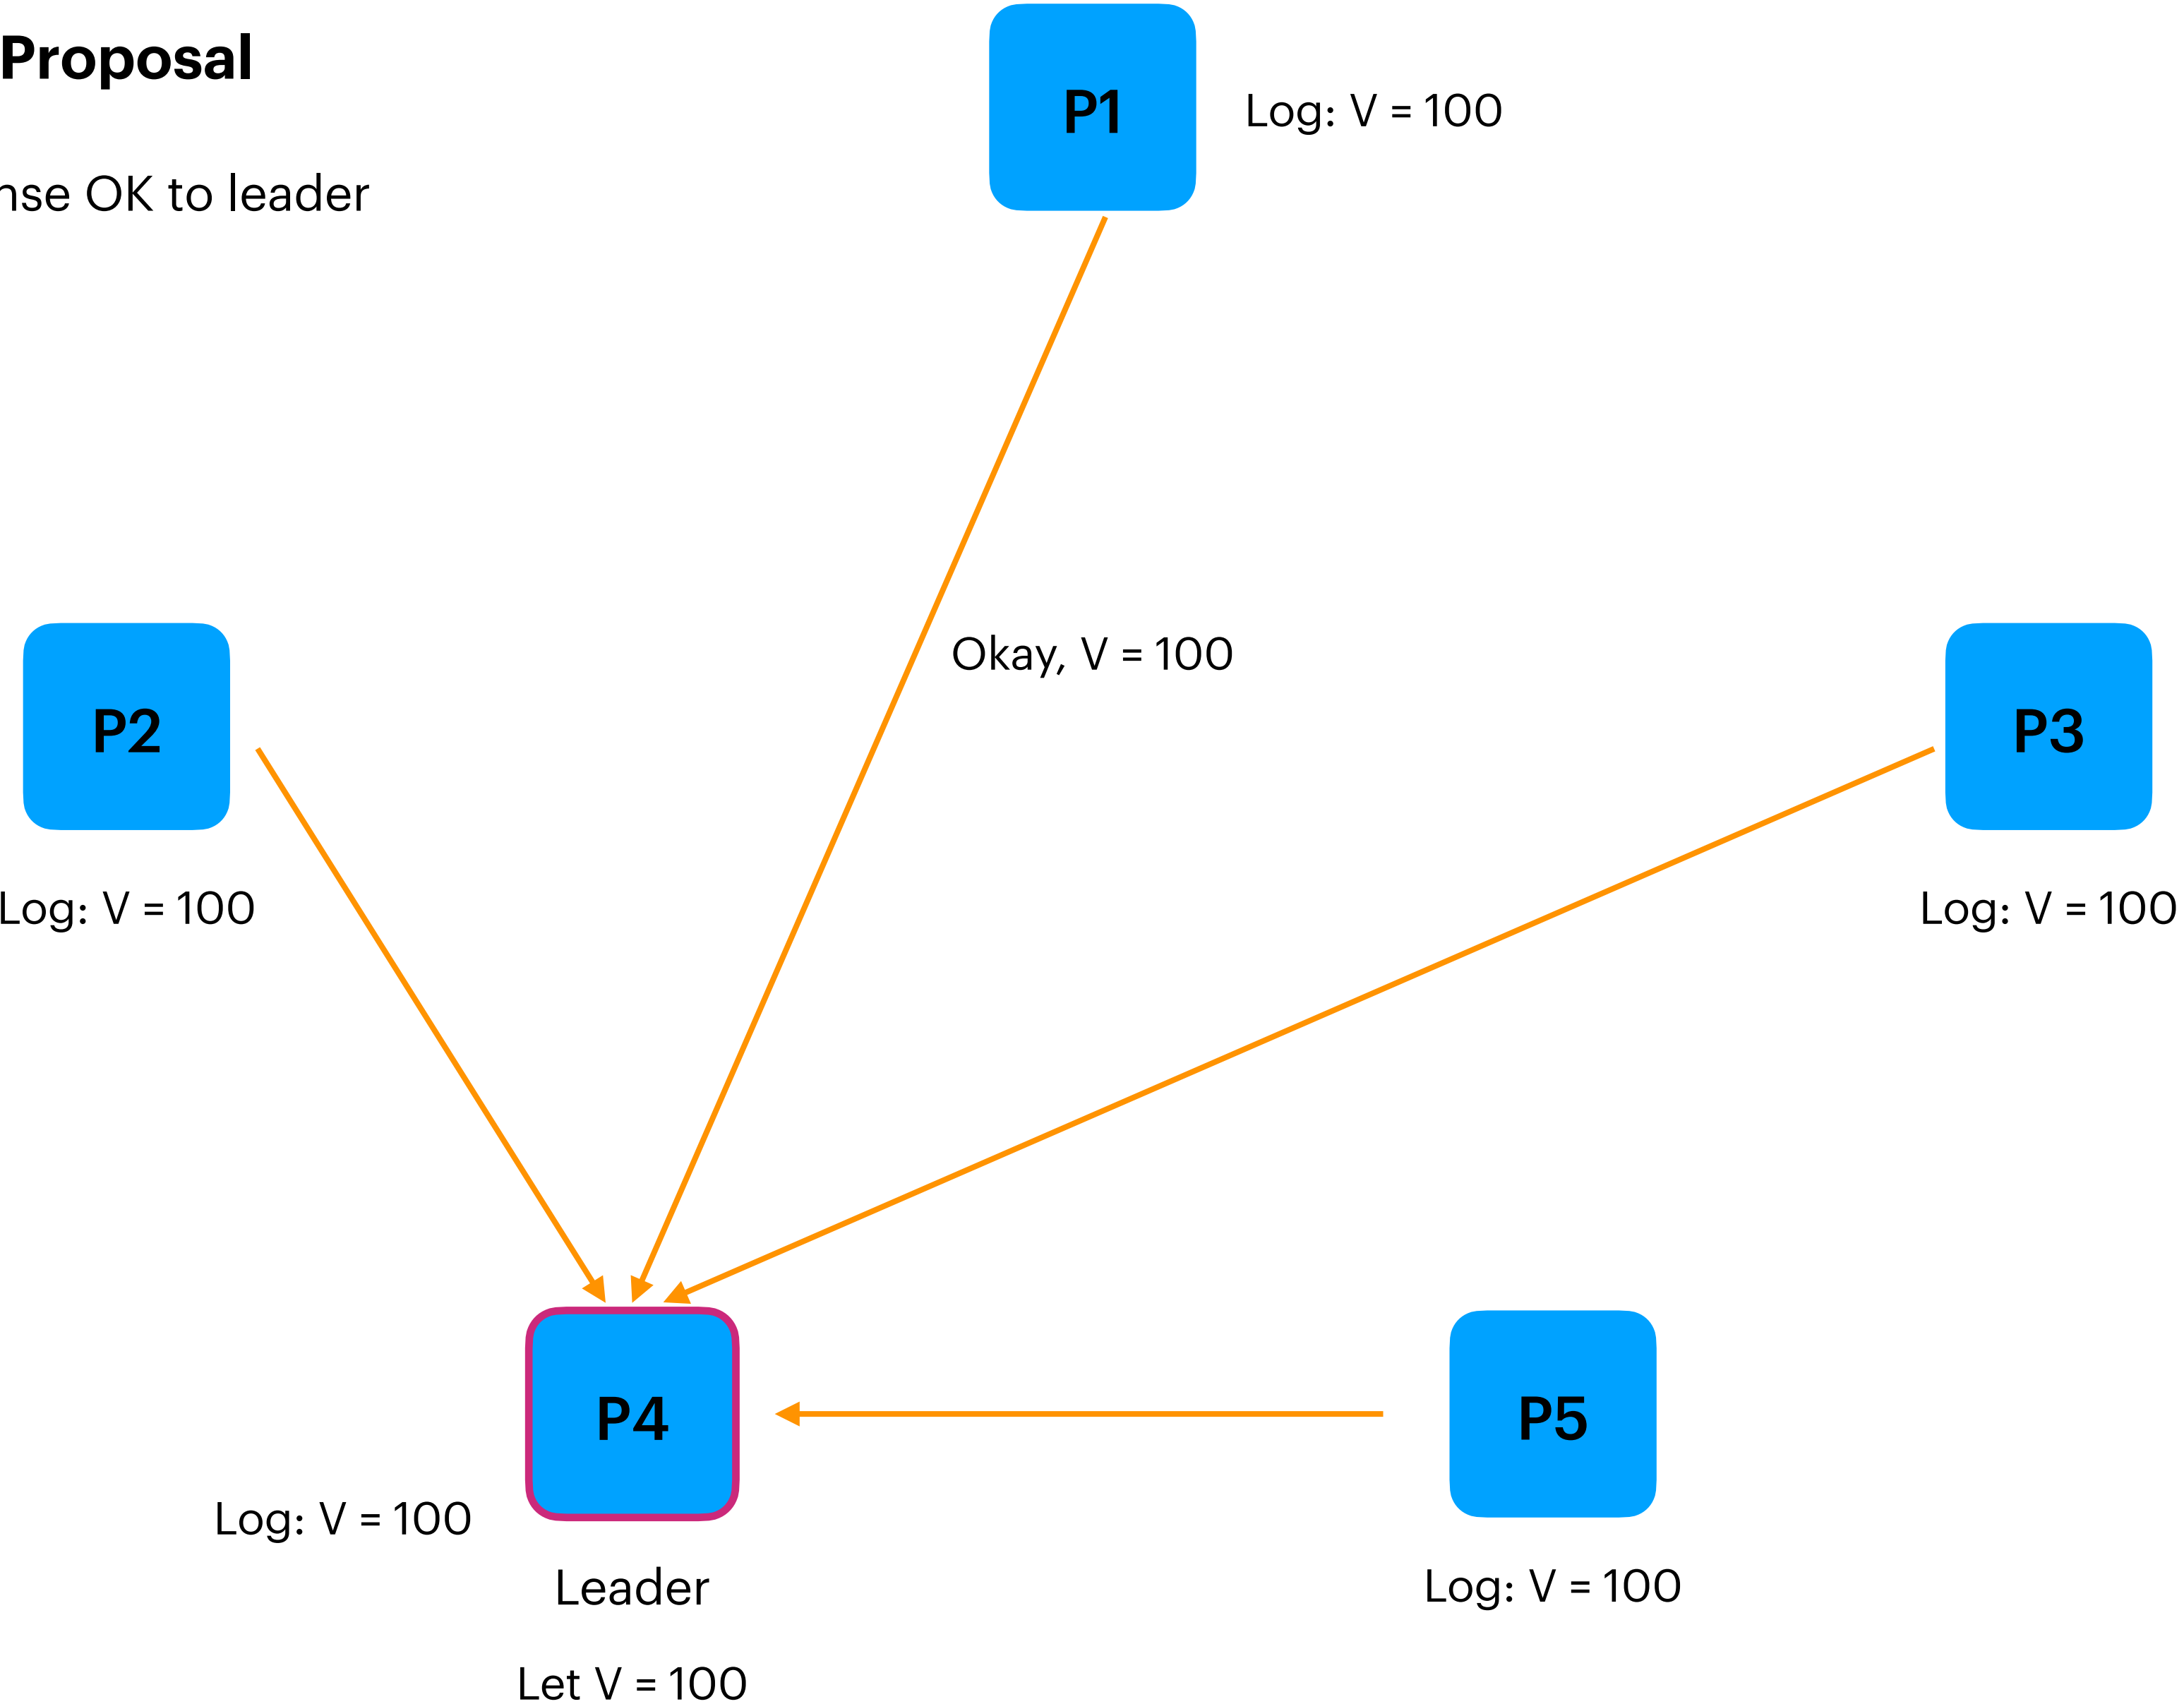 Proposal
P1
Log: V = 100
nse OK to leader
Okay, V = 100
P2
P3
Log: V = 100
Log: V = 100
P4
P5
Log: V = 100
Leader
Log: V = 100
Let V = 100